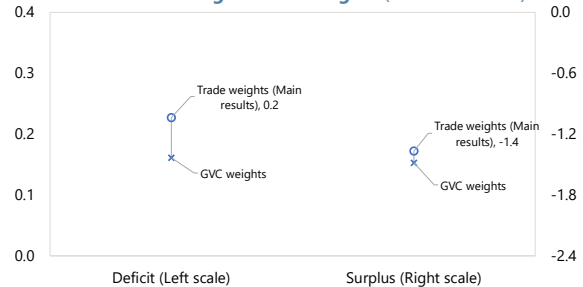 0.4
0.0
0.3
-0.6
Trade weights (Main
results), 0.2
0.2
-1.2
Trade weights (Main
results), -1.4
GVC weights
GVC weights
0.1
-1.8
0.0
-2.4
Deficit (Left scale)
Surplus (Right scale)